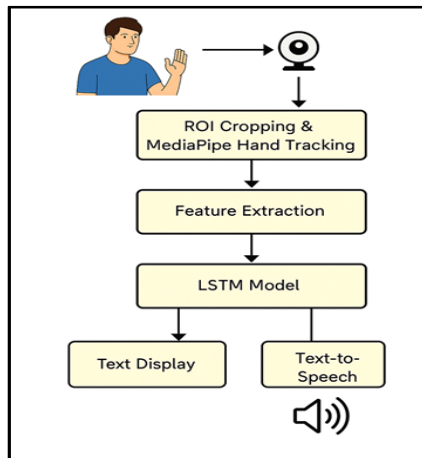 ROI Cropping &
MediaPipe Hand Tracking
Feature Extraction
LSTM Model
Text Display
Text-to-
Speech